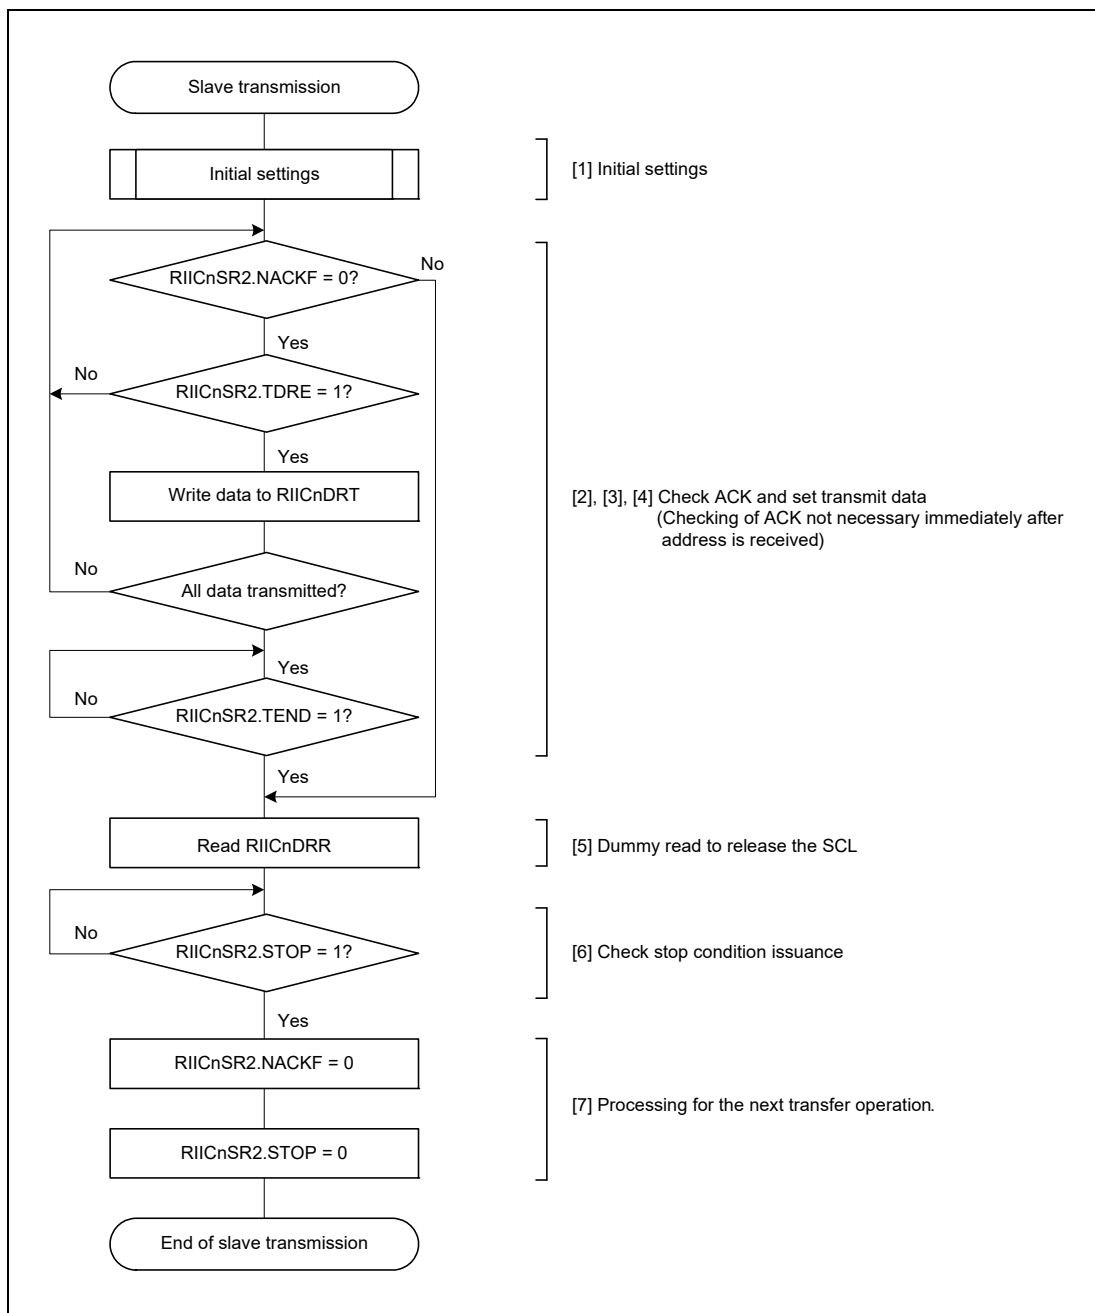 Slave transmission
Initial settings
[1] Initial settings
RIICnSR2.NACKF = 0?
No
Yes
No
RIICnSR2.TDRE = 1?
Yes
Write data to RIICnDRT
[2], [3], [4] Check ACK and set transmit data
(Checking of ACK not necessary immediately after
address is received)
No
All data transmitted?
Yes
No
RIICnSR2.TEND = 1?
Yes
Read RIICnDRR
[5] Dummy read to release the SCL
No
RIICnSR2.STOP = 1?
[6] Check stop condition issuance
Yes
RIICnSR2.NACKF = 0
[7] Processing for the next transfer operation.
RIICnSR2.STOP = 0
End of slave transmission